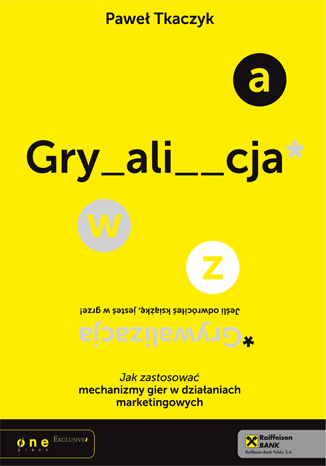 Paweł Tkaczyk
a
Gry_ali__cja*
w
z
Jeśli odwróciłeś książkę, jesteś w grze!
*Grywalizacja
Jak zastosować
mechanizmy gier w działaniach
marketingowych
one
press
EXCLUSIVE
Raiffeisen
BANK
Raiffeisen Bank Polska S.A.